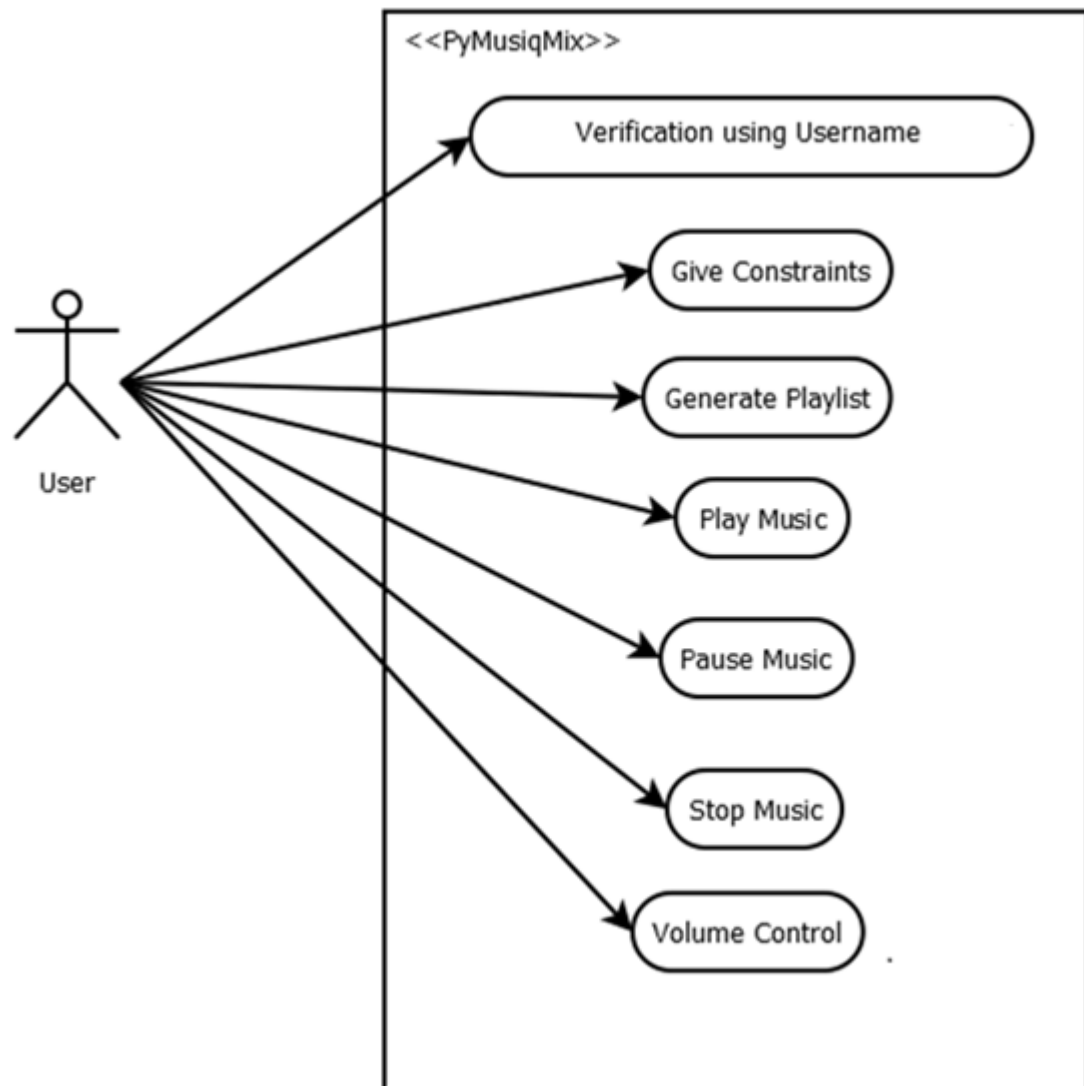 <<PyMusiqMix>>
Verification using Username
Give Constraints
Generate Playlist
User
Play Music
Pause Music
Stop Music
Volume Control